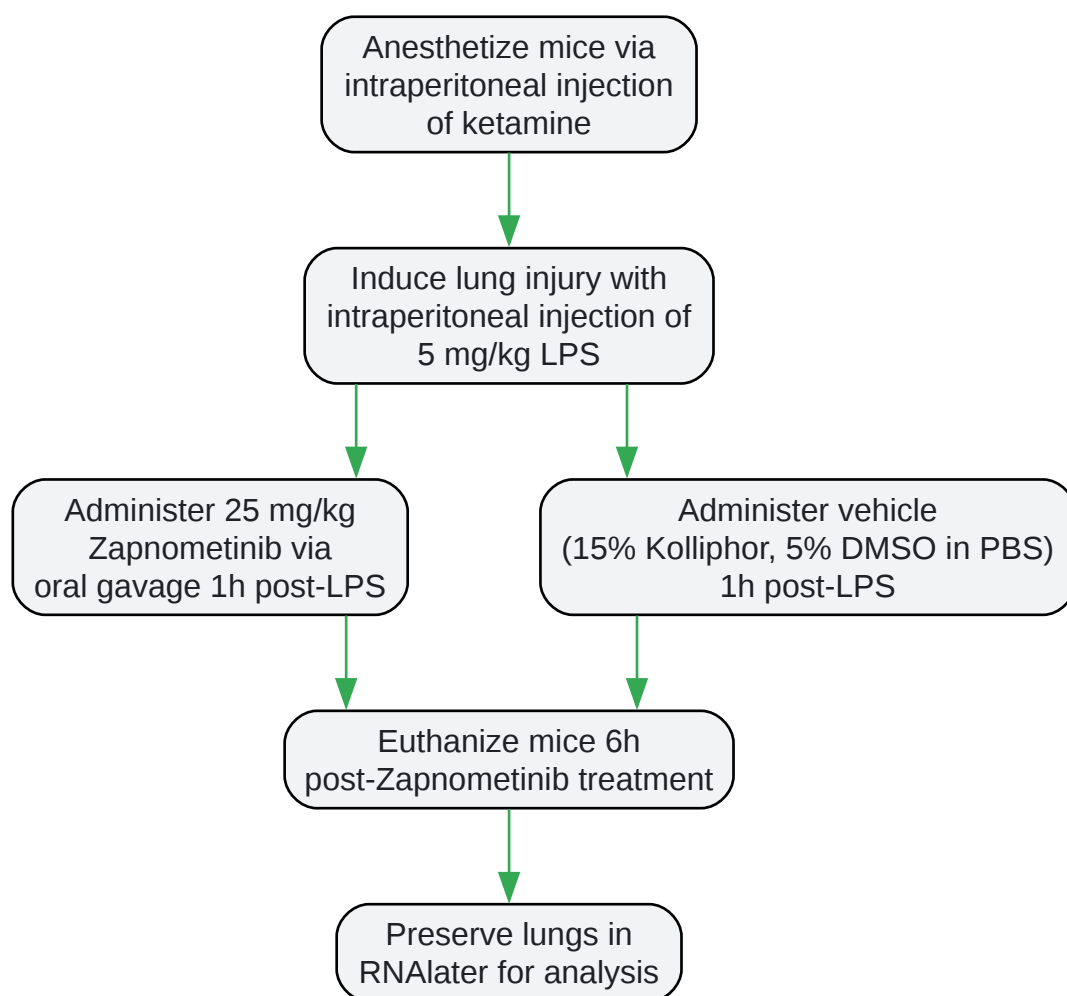 Anesthetize mice via
intraperitoneal injection
of ketamine
Induce lung injury with
intraperitoneal injection of
5 mg/kg LPS
Administer 25 mg/kg
Zapnometinib via
oral gavage 1h post-LPS
Administer vehicle
(15% Kolliphor, 5% DMSO in PBS)
1h post-LPS
Euthanize mice 6h
post-Zapnometinib treatment
Preserve lungs in
RNAlater for analysis